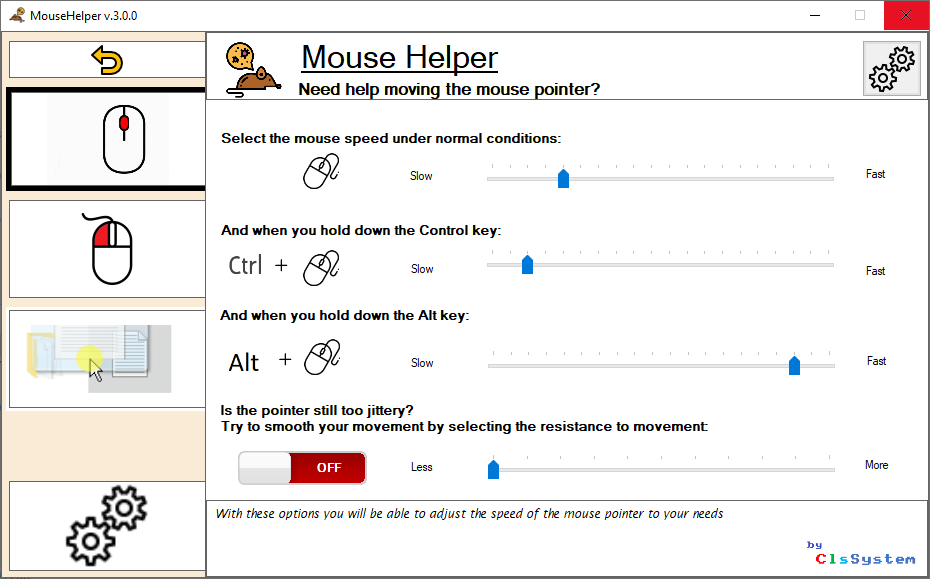 MouseHelper v.3.0.0
Mouse Helper
Need help moving the mouse pointer?
Select the mouse speed under normal conditions:
Slow
Fast
And when you hold down the Control key:
Ctrl +
Slow
Fast
And when you hold down the Alt key:
Alt +
Slow
Fast
Is the pointer still too jittery?
Try to smooth your movement by selecting the resistance to movement:
OFF
Less
More
With these options you will be able to adjust the speed of the mouse pointer to your needs
by
ClsSystem